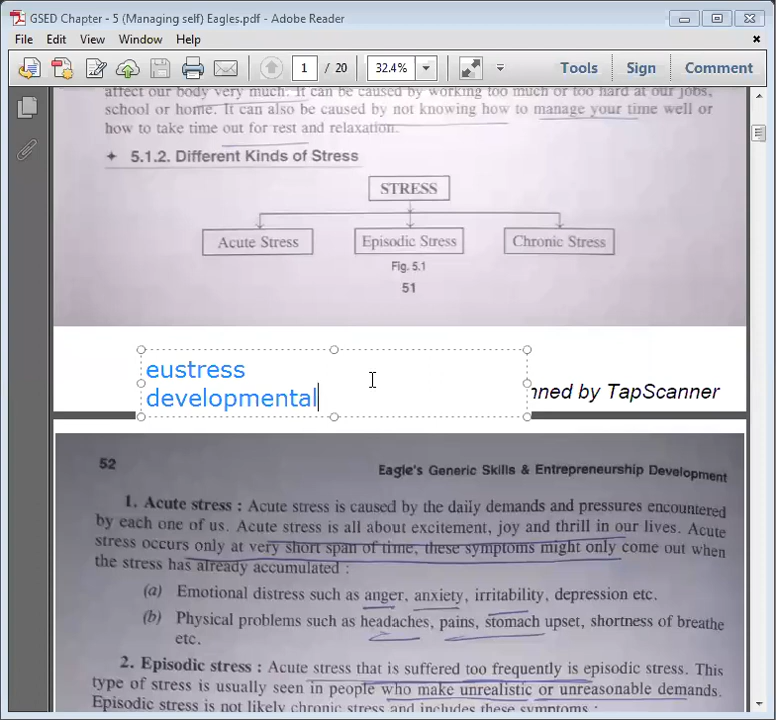 GSED Chapter - 5 (Managing self) Eagles.pdf - Adobe Reader
File Edit View Window Help
1 / 20 32.4% Tools Sign Comment
affect our body very much. It can be caused by working too much or too hard at our jobs,
school or home. It can also be caused by not knowing how to manage your time well or
how to take time out for rest and relaxation.
5.1.2. Different Kinds of Stress
STRESS
Acute Stress Episodic Stress Chronic Stress
Fig. 5.1
51
eustress
developmental
nned by TapScanner
52 Eagle's Generic Skills & Entrepreneurship Development
1. Acute stress : Acute stress is caused by the daily demands and pressures encountered
by each one of us. Acute stress is all about excitement, joy and thrill in our lives. Acute
stress occurs only at very short span of time, these symptoms might only come out when
the stress has already accumulated :
(a) Emotional distress such as anger, anxiety, irritability, depression etc.
(b) Physical problems such as headaches, pains, stomach upset, shortness of breathe
etc.
2. Episodic stress : Acute stress that is suffered too frequently is episodic stress. This
type of stress is usually seen in people who make unrealistic or unreasonable demands.
Episodic stress is not likely chronic stress and includes these symptoms :